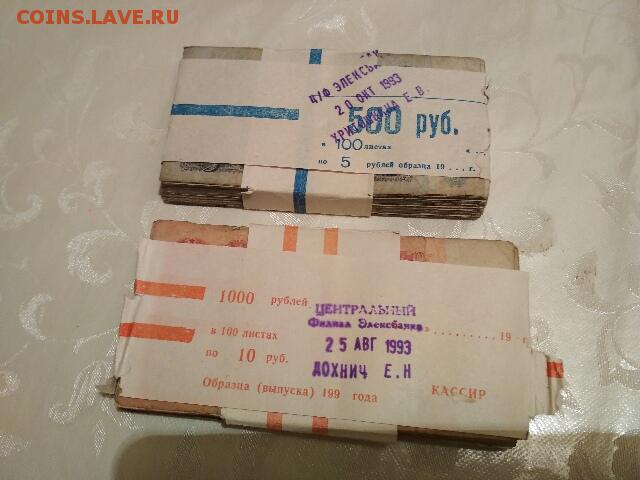 COINS.LAVE.RU
П/Ф ЭЛЕКСБАНК
20 ОКТ 1993
Е. В.
500 руб.
в 100 листах
по 5 рублей образца 19 . . . . г.
1000 рублей
ЦЕНТРАЛЬНЫЙ
Филиал Элексбанка
» .......... 19 . г.
в 100 листах
25 АВГ 1993
по 10 руб.
ДОХНИЧ Е.Н
Образца (выпуска) 199 года
КАССИР